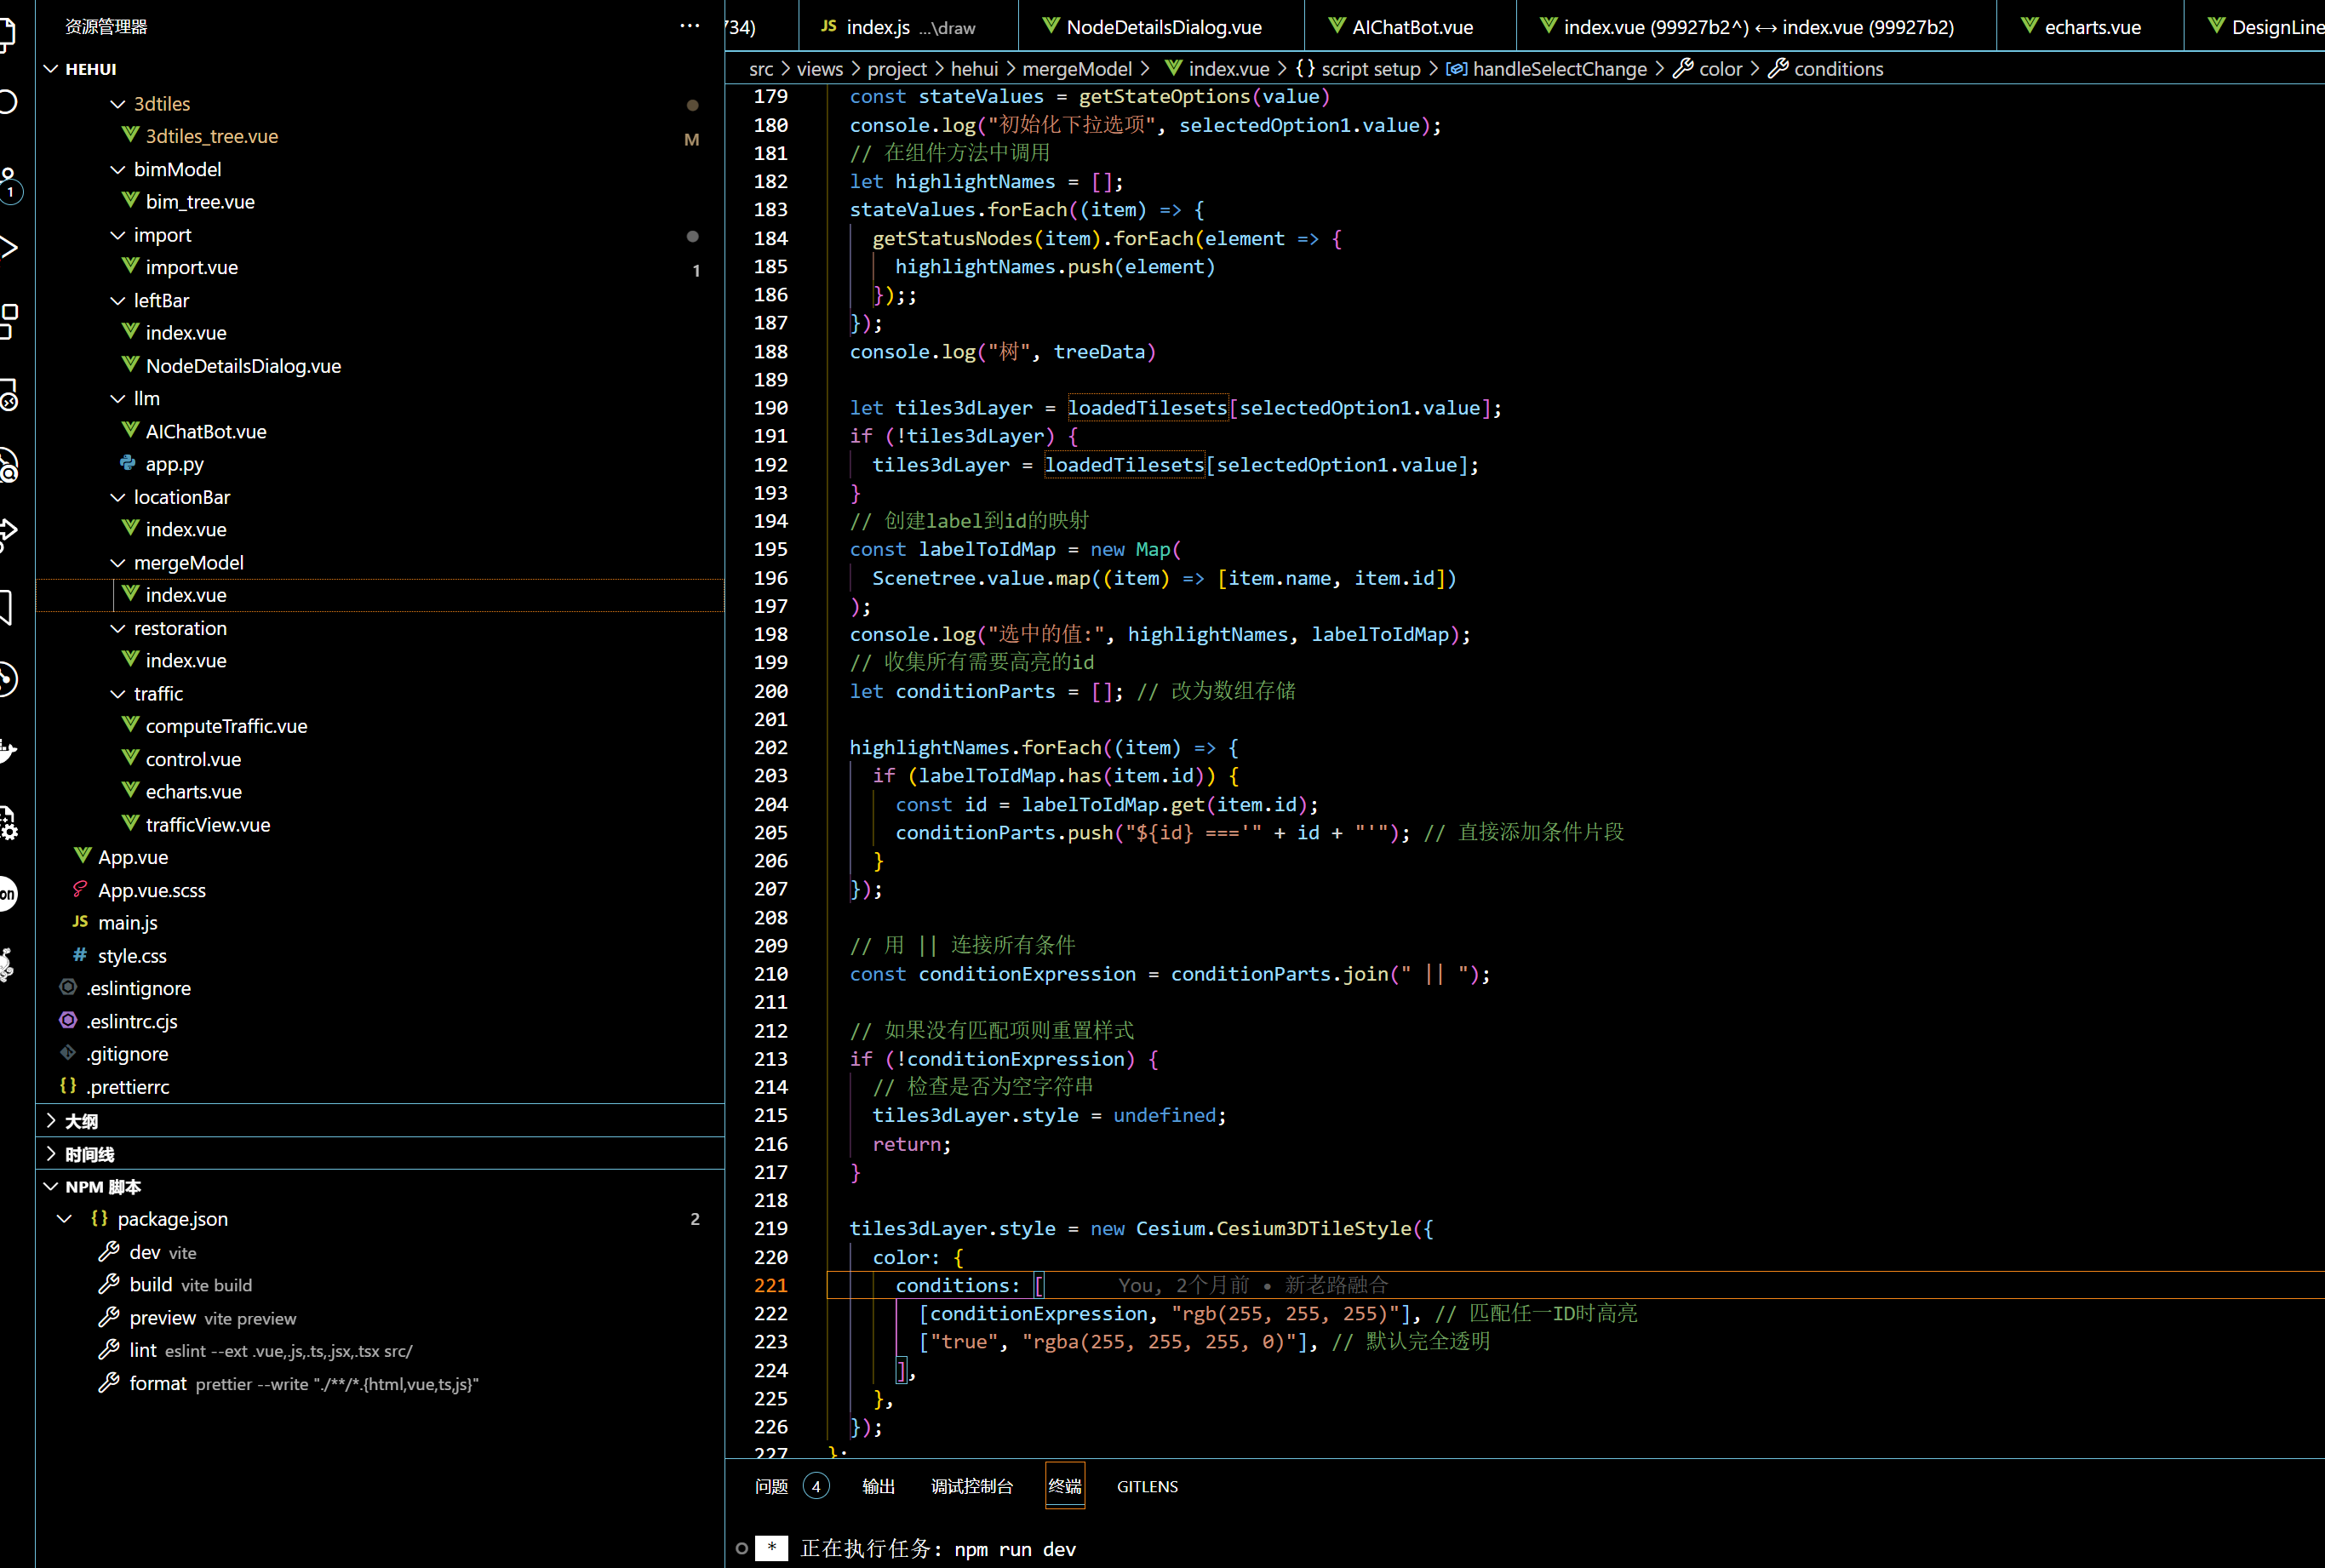 资源管理器
···
HEHUI
3dtiles
3dtiles_tree.vue M
bimModel
bim_tree.vue
import
import.vue 1
leftBar
index.vue
NodeDetailsDialog.vue
llm
AIChatBot.vue
app.py
locationBar
index.vue
mergeModel
index.vue
restoration
index.vue
traffic
computeTraffic.vue
control.vue
echarts.vue
trafficView.vue
App.vue
App.vue.scss
JS main.js
# style.css
.eslintignore
.eslintrc.cjs
.gitignore
{} .prettierrc
大纲
时间线
NPM 脚本
{} package.json 2
dev vite
build vite build
preview vite preview
lint eslint --ext .vue,.js,.ts,.jsx,.tsx src/
format prettier --write "./**/*.{html,vue,ts,js}"
1
on
734) JS index.js ...\draw NodeDetailsDialog.vue AIChatBot.vue index.vue (99927b2^) ↔ index.vue (99927b2) echarts.vue DesignLine
src > views > project > hehui > mergeModel > index.vue > {} script setup > handleSelectChange > color > conditions
179 const stateValues = getStateOptions(value)
180 console.log("初始化下拉选项", selectedOption1.value);
181 // 在组件方法中调用
182 let highlightNames = [];
183 stateValues.forEach((item) => {
184 getStatusNodes(item).forEach(element => {
185 highlightNames.push(element)
186 });;
187 });
188 console.log("树", treeData)
189
190 let tiles3dLayer = loadedTilesets[selectedOption1.value];
191 if (!tiles3dLayer) {
192 tiles3dLayer = loadedTilesets[selectedOption1.value];
193 }
194 // 创建label到id的映射
195 const labelToIdMap = new Map(
196 Scenetree.value.map((item) => [item.name, item.id])
197 );
198 console.log("选中的值:", highlightNames, labelToIdMap);
199 // 收集所有需要高亮的id
200 let conditionParts = []; // 改为数组存储
201
202 highlightNames.forEach((item) => {
203 if (labelToIdMap.has(item.id)) {
204 const id = labelToIdMap.get(item.id);
205 conditionParts.push("${id} ==='" + id + "'"); // 直接添加条件片段
206 }
207 });
208
209 // 用 || 连接所有条件
210 const conditionExpression = conditionParts.join(" || ");
211
212 // 如果没有匹配项则重置样式
213 if (!conditionExpression) {
214 // 检查是否为空字符串
215 tiles3dLayer.style = undefined;
216 return;
217 }
218
219 tiles3dLayer.style = new Cesium.Cesium3DTileStyle({
220 color: {
221 conditions: [ You, 2个月前 • 新老路融合
222 [conditionExpression, "rgb(255, 255, 255)"], // 匹配任一ID时高亮
223 ["true", "rgba(255, 255, 255, 0)"], // 默认完全透明
224 ],
225 },
226 });
227 };
问题 4 输出 调试控制台 终端 GITLENS
* 正在执行任务: npm run dev